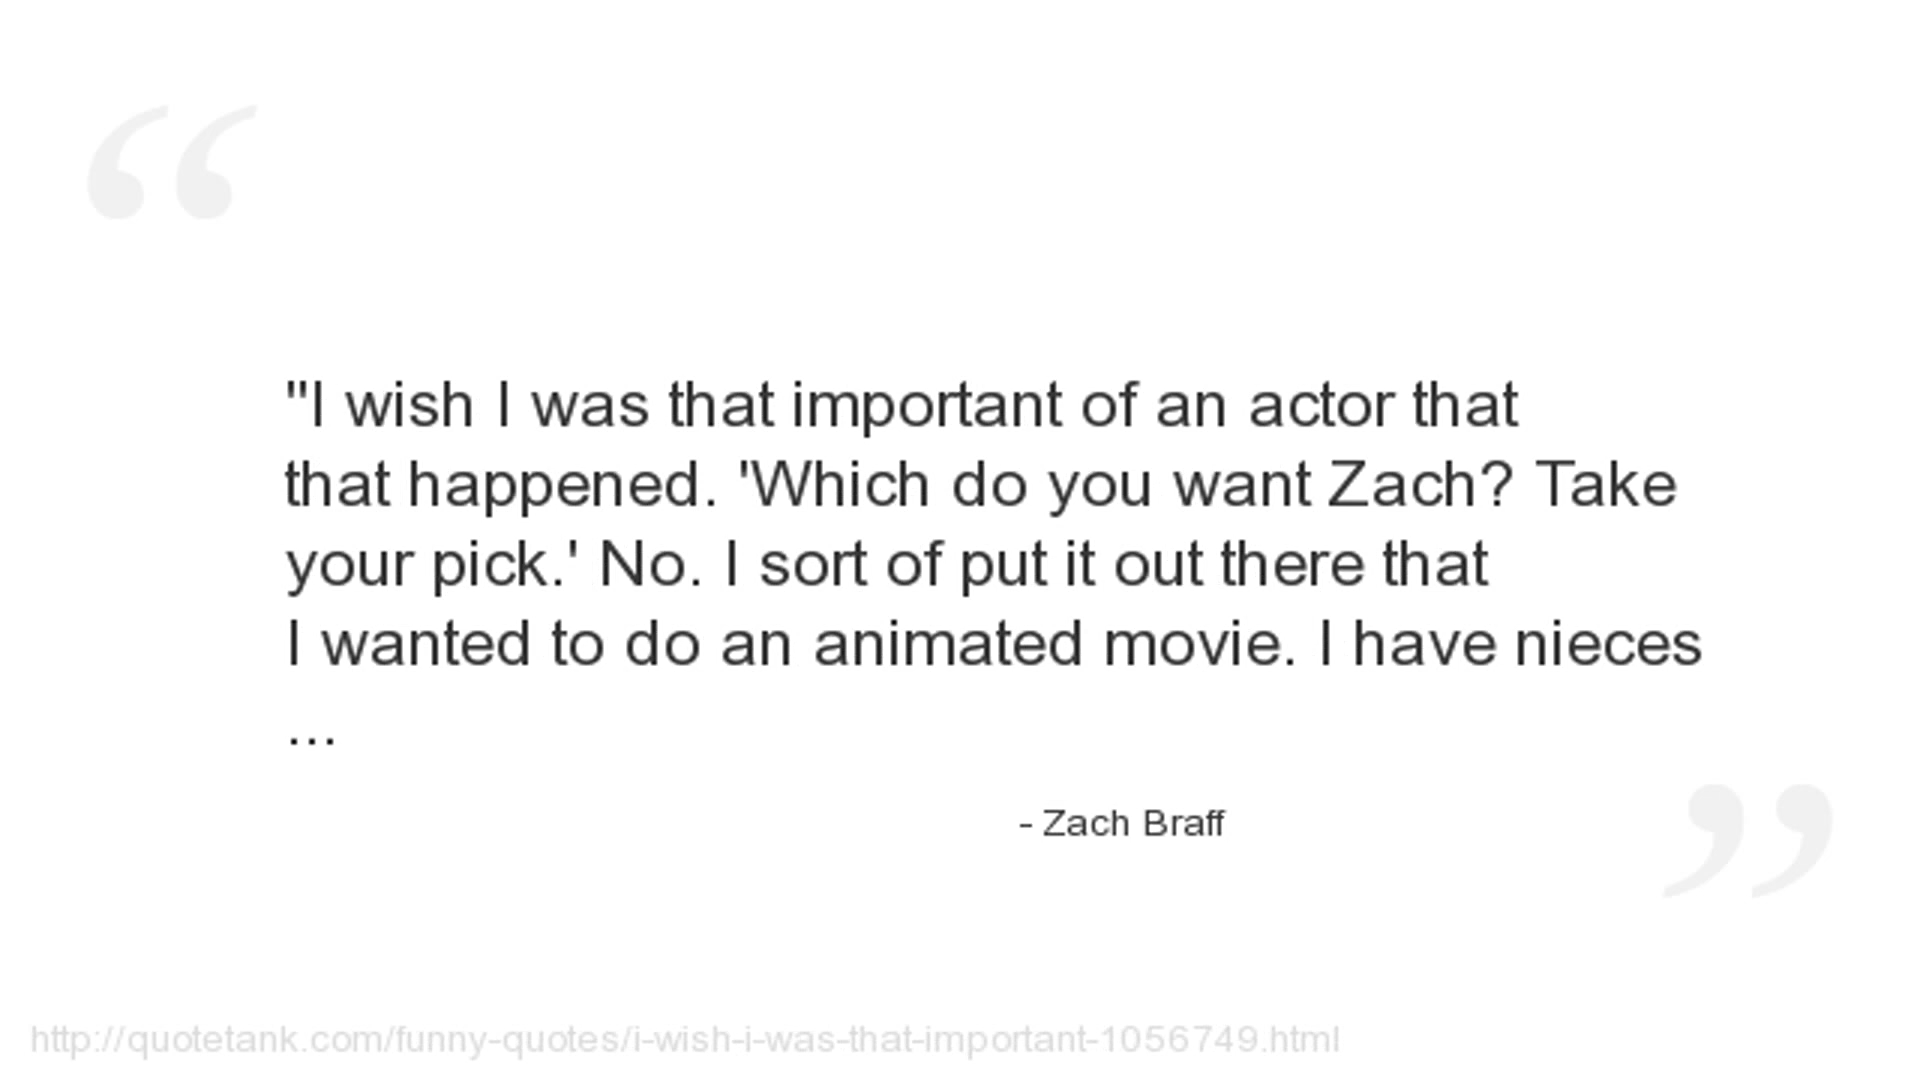 "I wish I was that important of an actor that
that happened. 'Which do you want Zach? Take
your pick.' No. I sort of put it out there that
I wanted to do an animated movie. I have nieces
...
- Zach Braff
http://quotetank.com/funny-quotes/i-wish-i-was-that-important-1056749.html